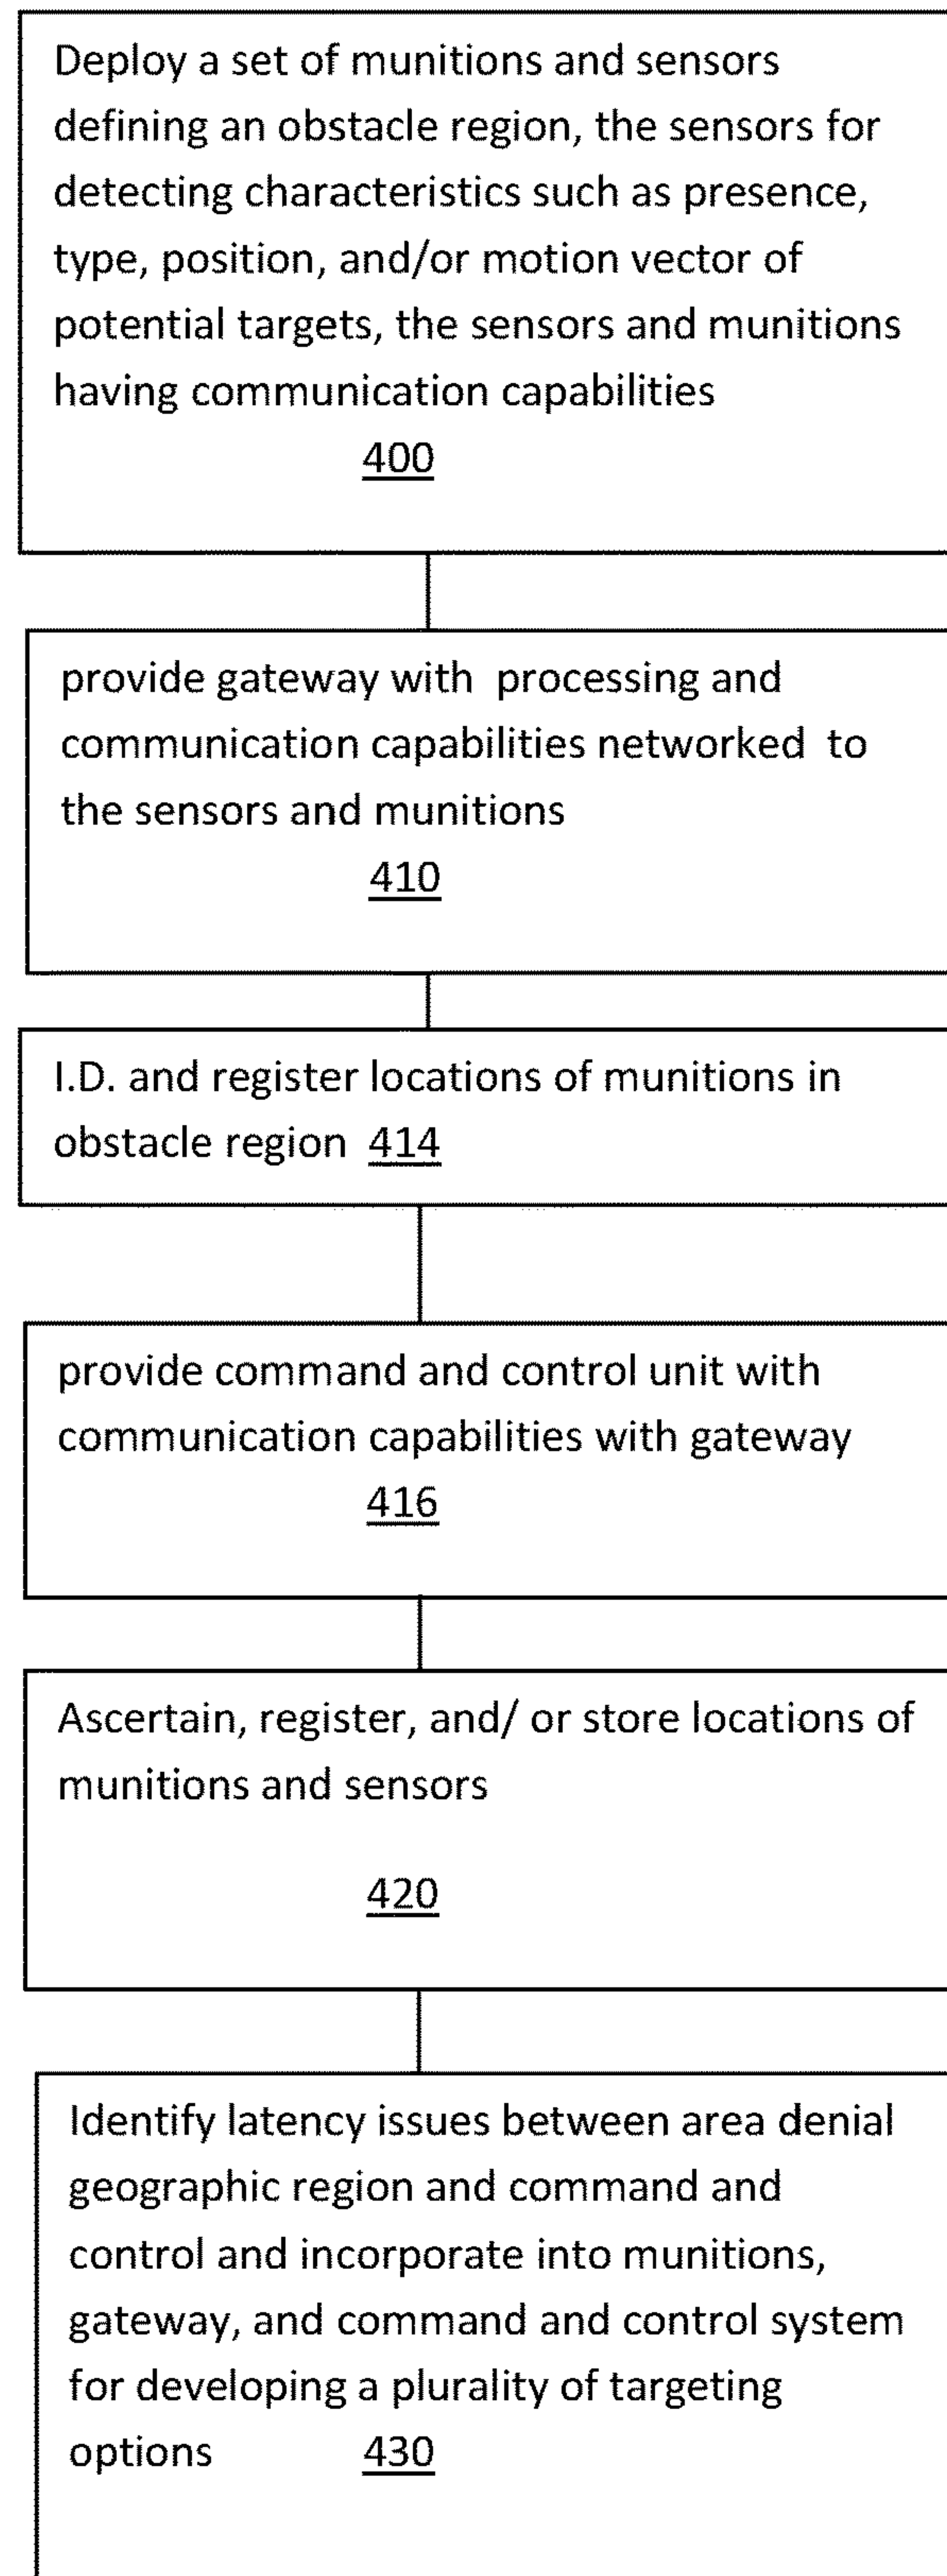 Deploy a set of munitions and sensors
defining an obstacle region, the sensors for
detecting characteristics such as presence,
type, position, and/or motion vector of
potential targets, the sensors and munitions
having communication capabilities
400
provide gateway with processing and
communication capabilities networked to
the sensors and munitions
410
I.D. and register locations of munitions in
obstacle region 414
provide command and control unit with
communication capabilities with gateway
416
Ascertain, register, and/ or store locations of
munitions and sensors
420
Identify latency issues between area denial
geographic region and command and
control and incorporate into munitions,
gateway, and command and control system
for developing a plurality of targeting
options 430